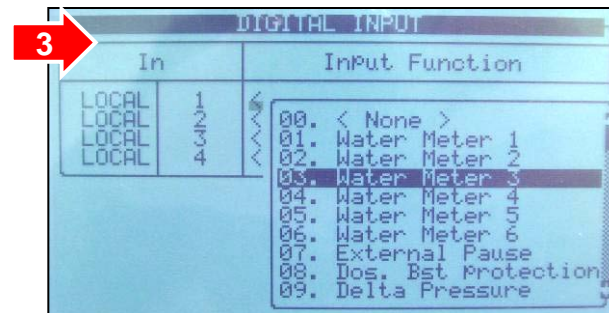 3
DIGITAL INPUT
In Input Function
LOCAL 1 <
LOCAL 2 <
LOCAL 3 <
LOCAL 4 <
00. < None >
01. Water Meter 1
02. Water Meter 2
03. Water Meter 3
04. Water Meter 4
05. Water Meter 5
06. Water Meter 6
07. External Pause
08. Dos. Bst Protection
09. Delta Pressure